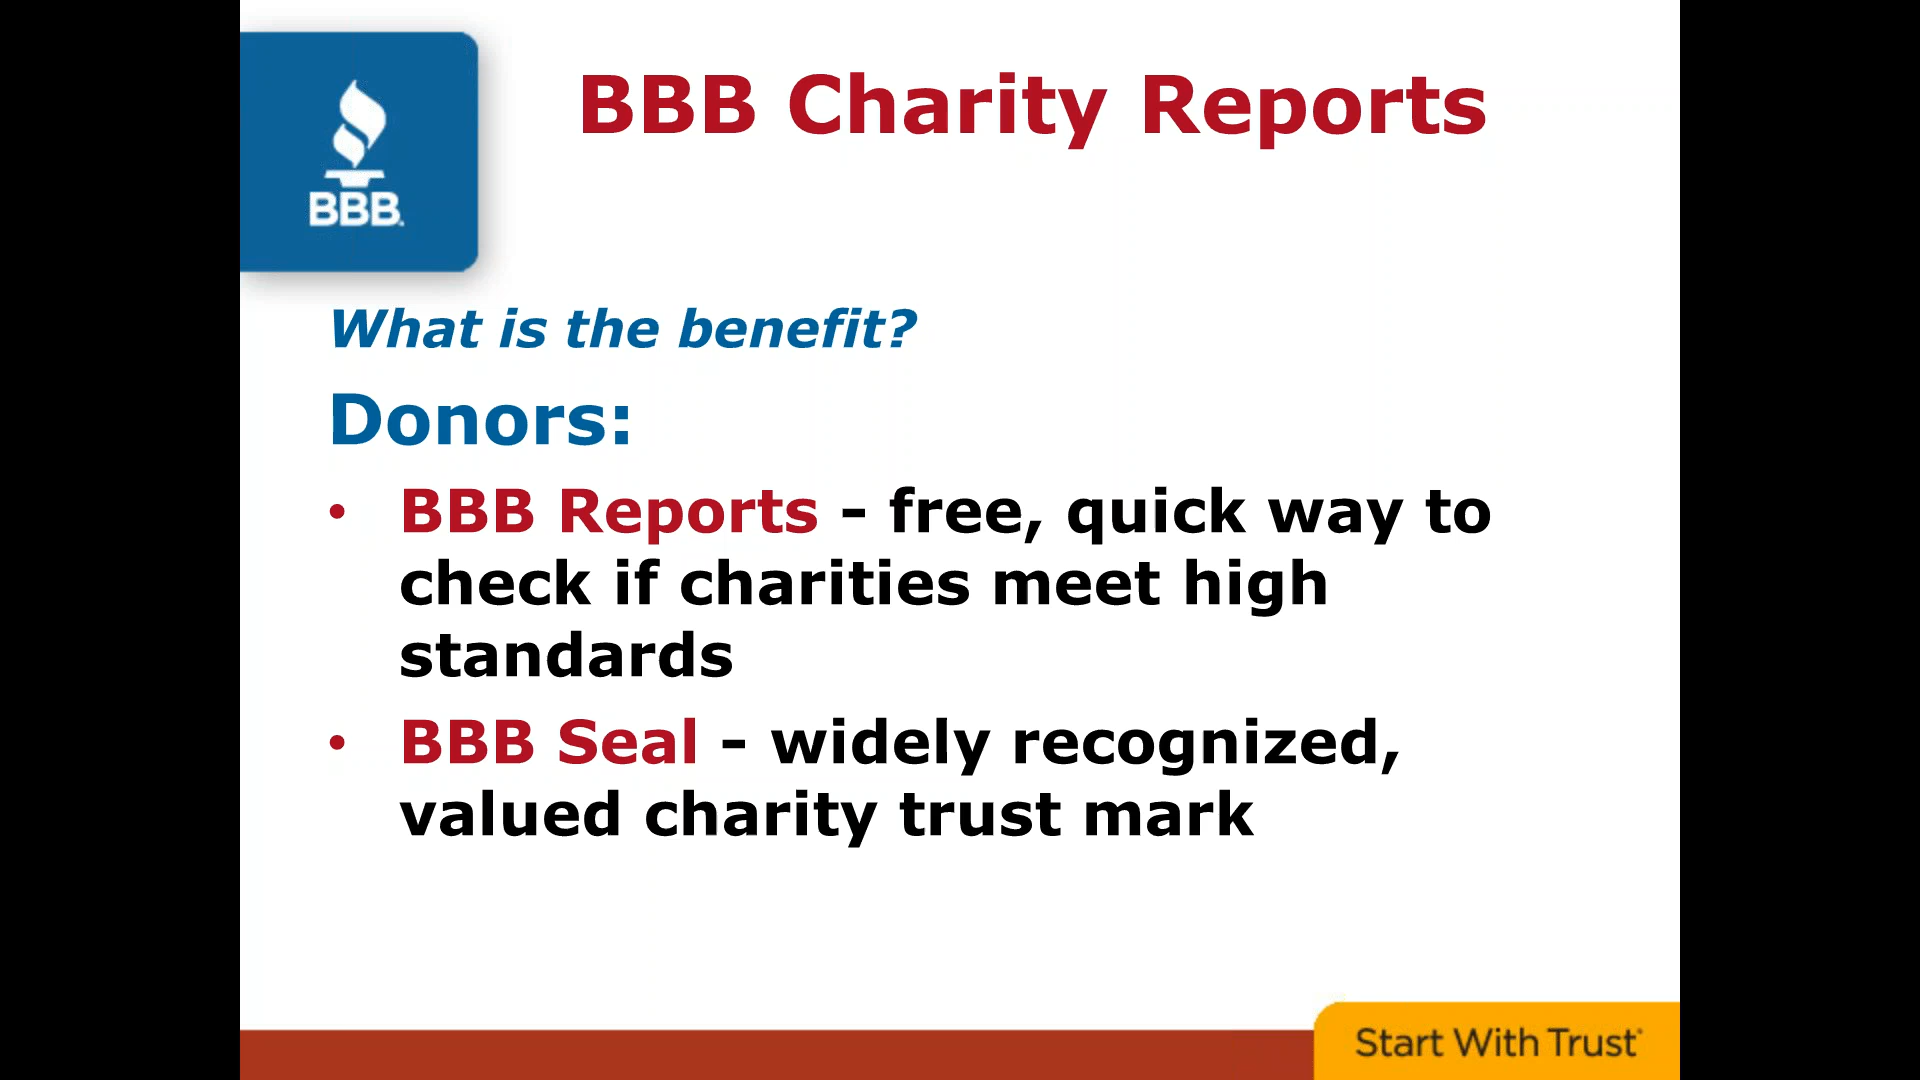 BBB Charity Reports
BBB.
What is the benefit?
Donors:
• BBB Reports - free, quick way to
check if charities meet high
standards
• BBB Seal - widely recognized,
valued charity trust mark
Start With Trust®